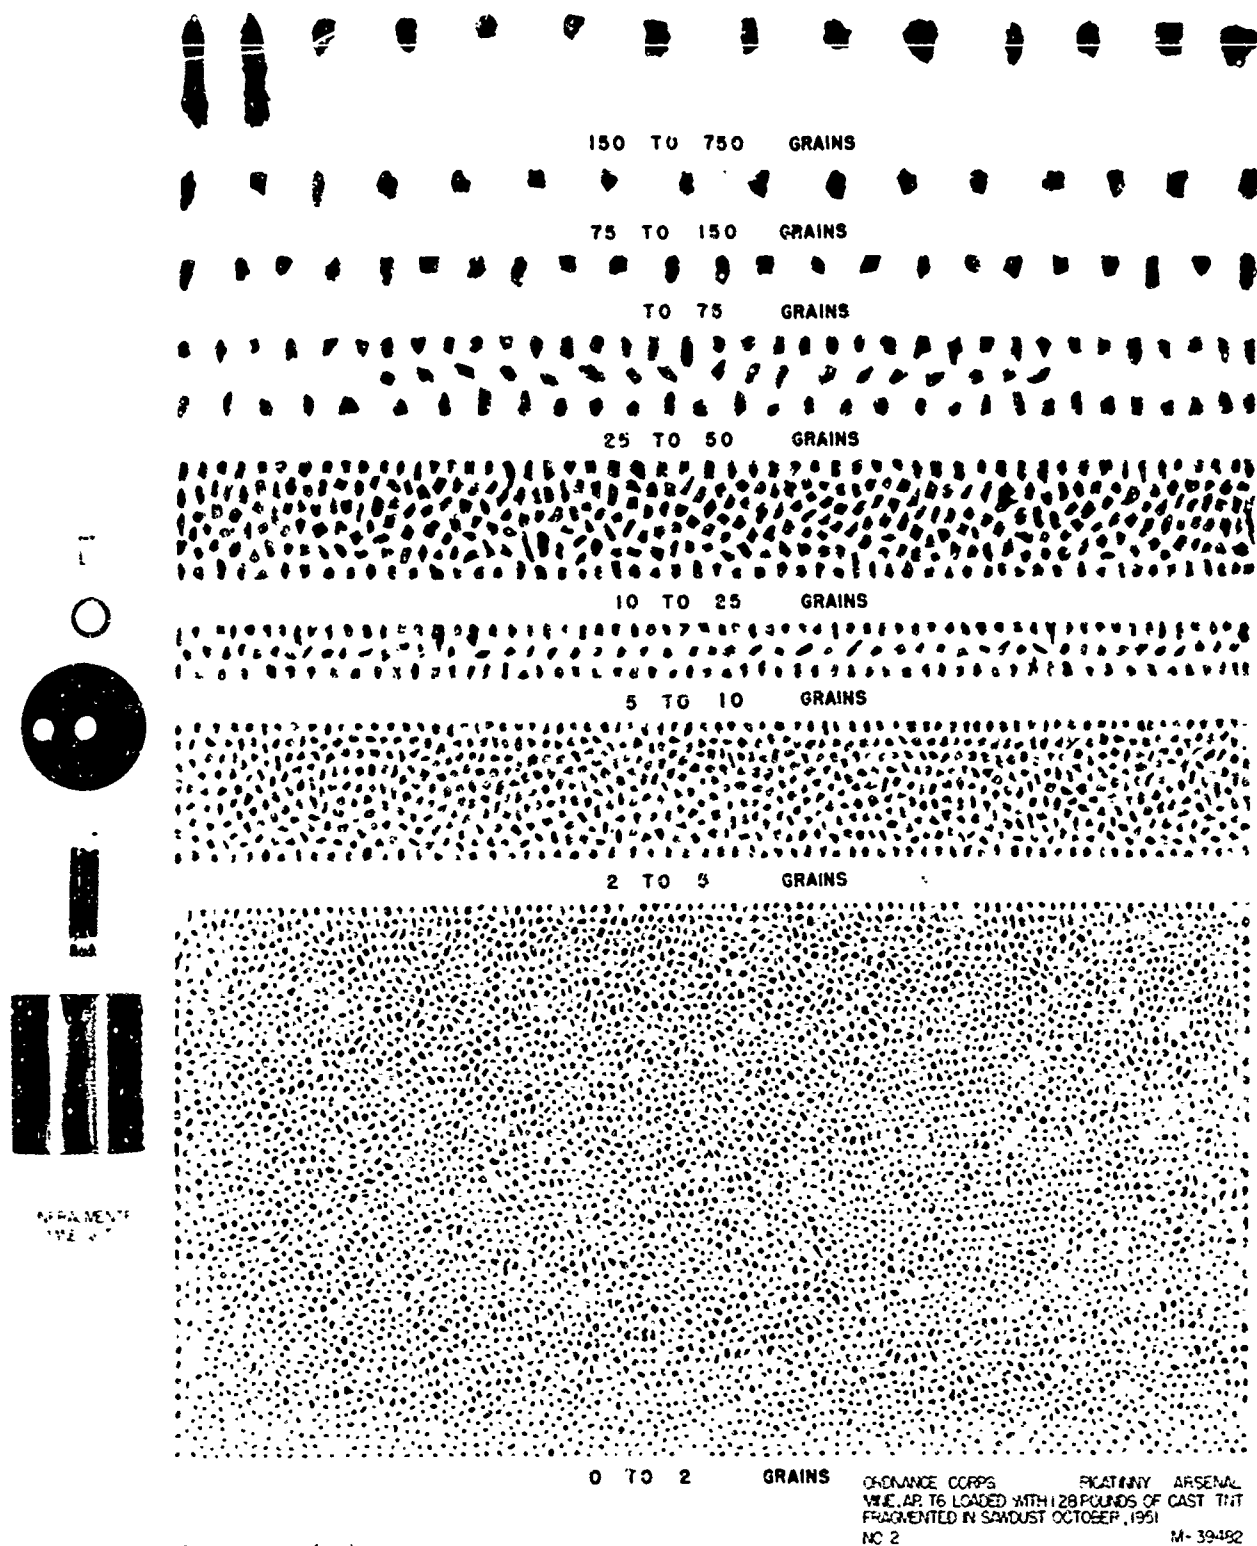 150 TO 750 GRAINS
75 TO 150 GRAINS
TO 75 GRAINS
25 TO 50 GRAINS
10 TO 25 GRAINS
5 TO 10 GRAINS
2 TO 5 GRAINS
0 TO 2 GRAINS
ORDNANCE CORPS PICATINNY ARSENAL
MINE, AP, T6 LOADED WITH 1.28 POUNDS OF CAST TNT
FRAGMENTED IN SAWDUST OCTOBER, 1951
NO 2 M-39482